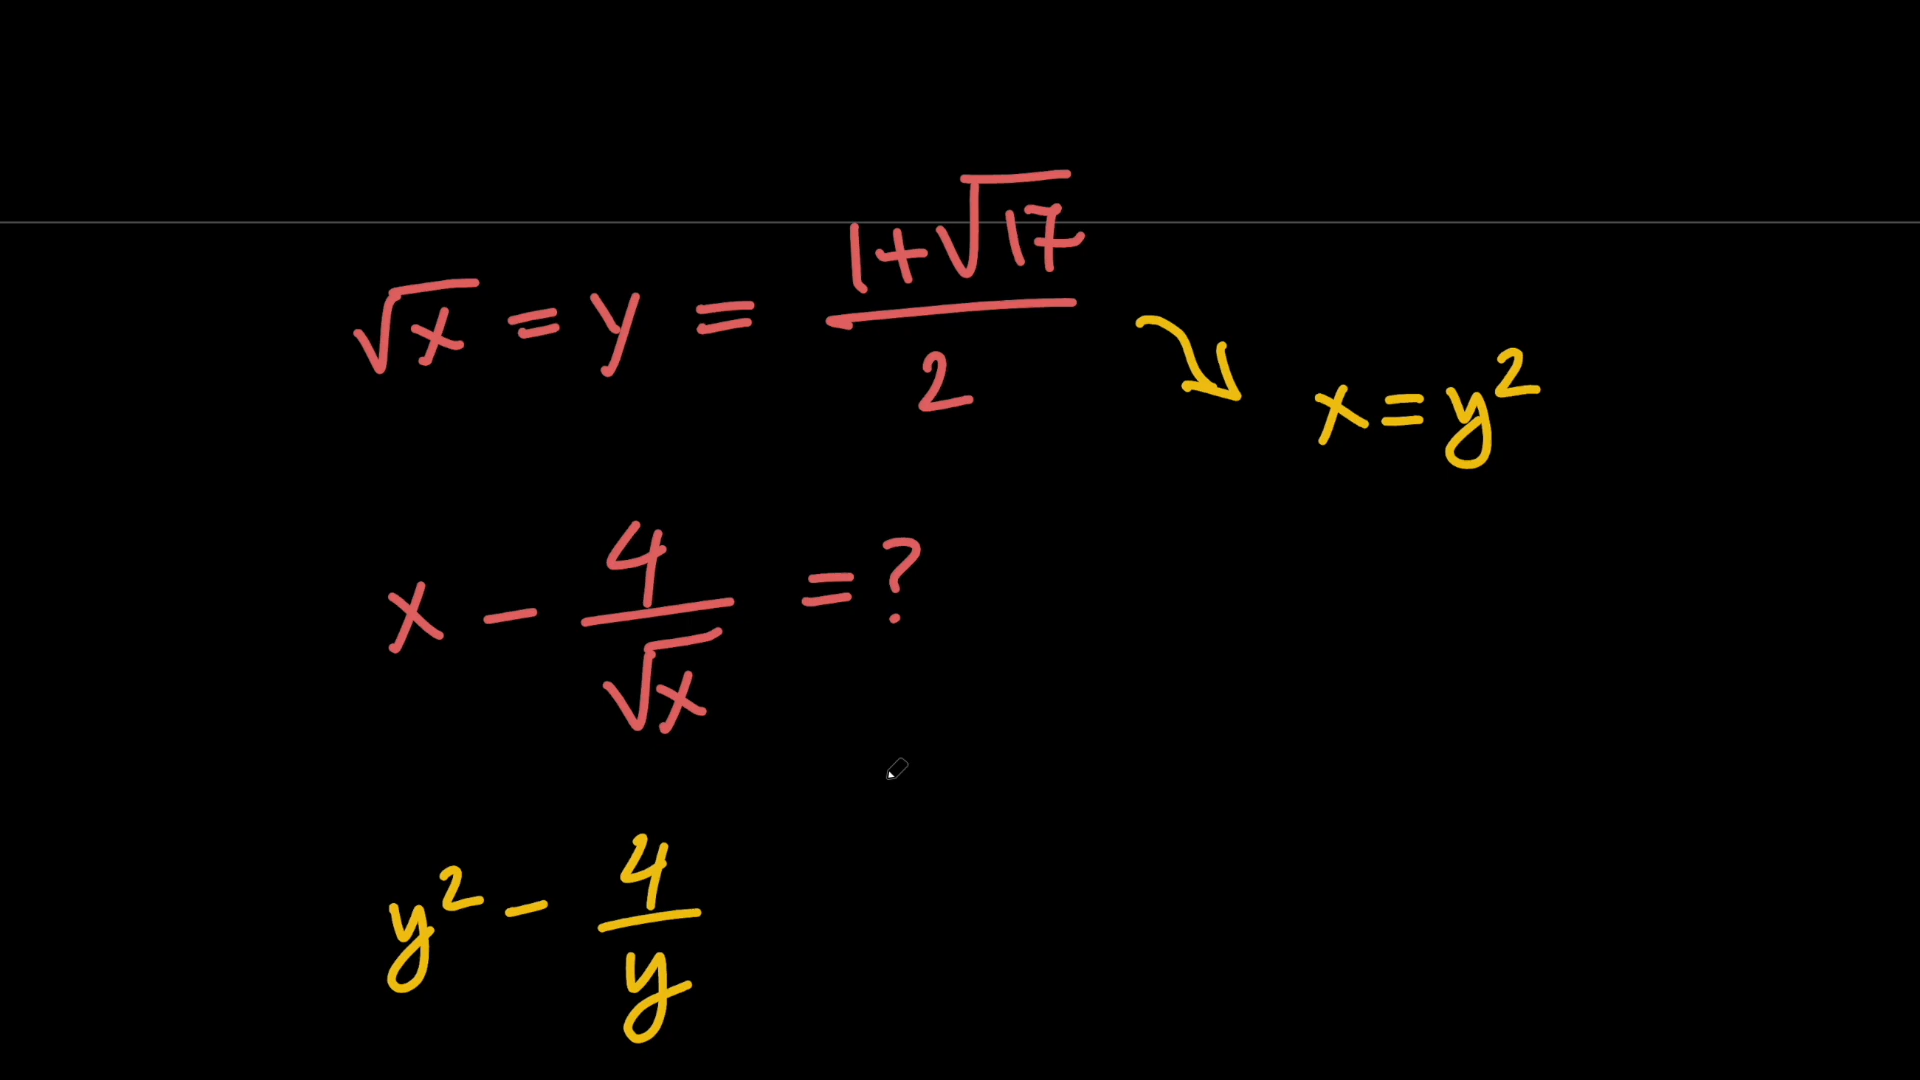 √x = y = (1+√17)/2
x = y²
x - 4/√x = ?
y² - 4/y